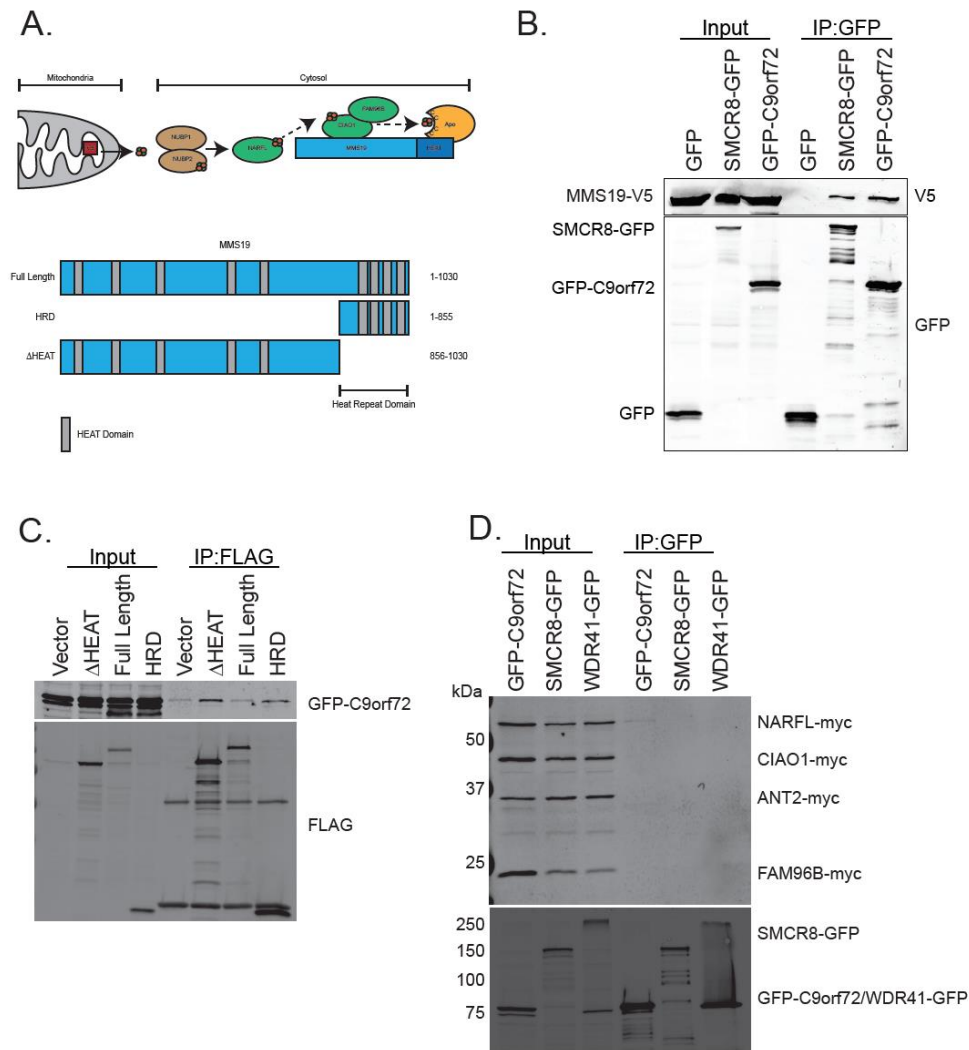 A.
Mitochondria
Cytosol
NUBP1
NUBP2
NARFL
CIAO1
FAM96B
MMS19
Apo
MMS19
Full Length
1-1030
HRD
1-855
ΔHEAT
856-1030
Heat Repeat Domain
HEAT Domain
B.
Input
IP:GFP
GFP
SMCR8-GFP
GFP-C9orf72
GFP
SMCR8-GFP
GFP-C9orf72
MMS19-V5
V5
SMCR8-GFP
GFP-C9orf72
GFP
GFP
C.
Input
IP:FLAG
Vector
ΔHEAT
Full Length
HRD
Vector
ΔHEAT
Full Length
HRD
GFP-C9orf72
FLAG
D.
Input
IP:GFP
GFP-C9orf72
SMCR8-GFP
WDR41-GFP
GFP-C9orf72
SMCR8-GFP
WDR41-GFP
kDa
50
37
25
250
150
100
75
NARFL-myc
CIAO1-myc
ANT2-myc
FAM96B-myc
SMCR8-GFP
GFP-C9orf72/WDR41-GFP